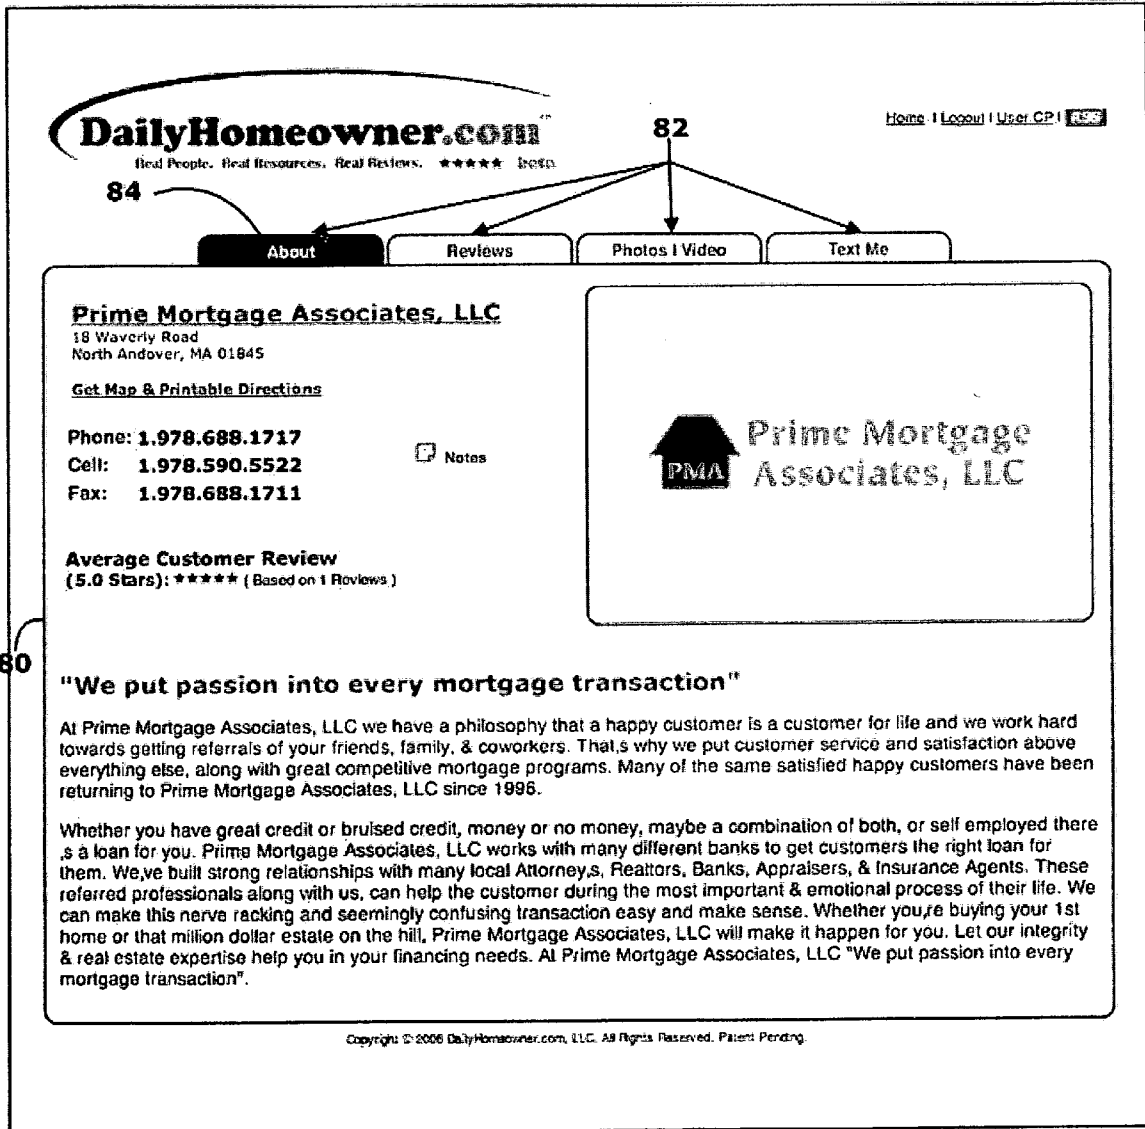 DailyHomeowner.com™
Real People. Real Resources. Real Reviews. ★★★★★ beta
Home | Logout | User CP | RSS
82
84
About
Reviews
Photos | Video
Text Me
Prime Mortgage Associates, LLC
18 Waverly Road
North Andover, MA 01845
Get Map & Printable Directions
Phone: 1.978.688.1717
Cell: 1.978.590.5522
Fax: 1.978.688.1711
Notes
PMA
Prime Mortgage
Associates, LLC
Average Customer Review
(5.0 Stars): ★★★★★ ( Based on 1 Reviews )
80
"We put passion into every mortgage transaction"
At Prime Mortgage Associates, LLC we have a philosophy that a happy customer is a customer for life and we work hard
towards getting referrals of your friends, family, & coworkers. That,s why we put customer service and satisfaction above
everything else, along with great competitive mortgage programs. Many of the same satisfied happy customers have been
returning to Prime Mortgage Associates, LLC since 1996.
Whether you have great credit or bruised credit, money or no money, maybe a combination of both, or self employed there
,s a loan for you. Prime Mortgage Associates, LLC works with many different banks to get customers the right loan for
them. We,ve built strong relationships with many local Attorney,s, Realtors, Banks, Appraisers, & Insurance Agents. These
referred professionals along with us, can help the customer during the most important & emotional process of their life. We
can make this nerve racking and seemingly confusing transaction easy and make sense. Whether you,re buying your 1st
home or that million dollar estate on the hill, Prime Mortgage Associates, LLC will make it happen for you. Let our integrity
& real estate expertise help you in your financing needs. At Prime Mortgage Associates, LLC "We put passion into every
mortgage transaction".
Copyright © 2006 DailyHomeowner.com, LLC. All Rights Reserved. Patent Pending.